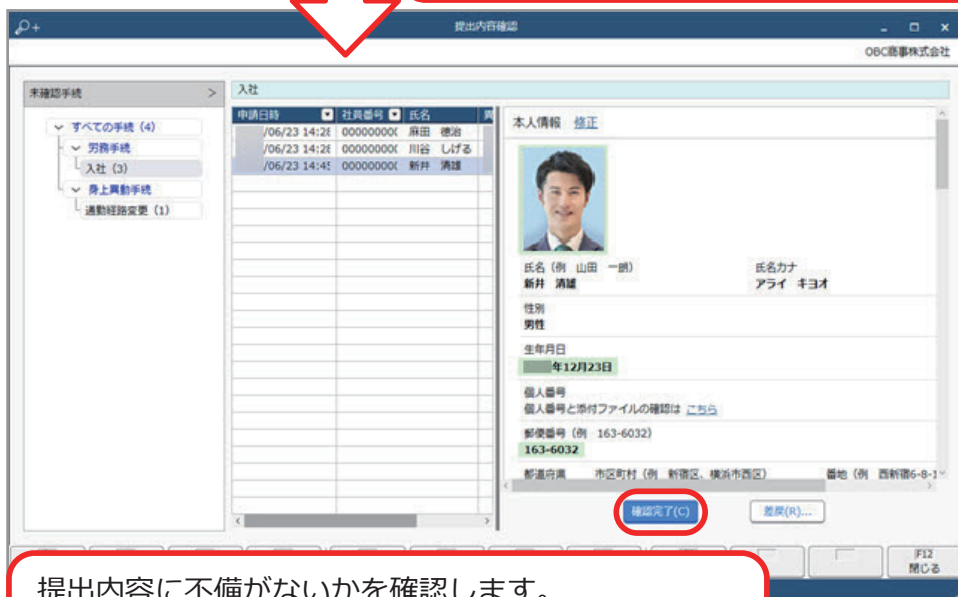 提出内容確認
OBC商事株式会社
未確認手続 >
すべての手続 (4)
労務手続
入社 (3)
身上異動手続
通勤経路変更 (1)
入社
申請日時 社員番号 氏名
/06/23 14:28 00000000 麻田 徳治
/06/23 14:28 00000000 川谷 しげる
/06/23 14:45 00000000 新井 清雄
本人情報 修正
氏名 (例 山田 一朗) 氏名カナ
新井 清雄 アライ キヨオ
性別
男性
生年月日
年12月23日
個人番号
個人番号と添付ファイルの確認は こちら
郵便番号 (例 163-6032)
163-6032
都道府県 市区町村 (例 新宿区、横浜市西区) 番地 (例 西新宿6-8-1
確認完了(C) 差戻(R)...
F12
閉じる
提出内容に不備がないかを確認します。